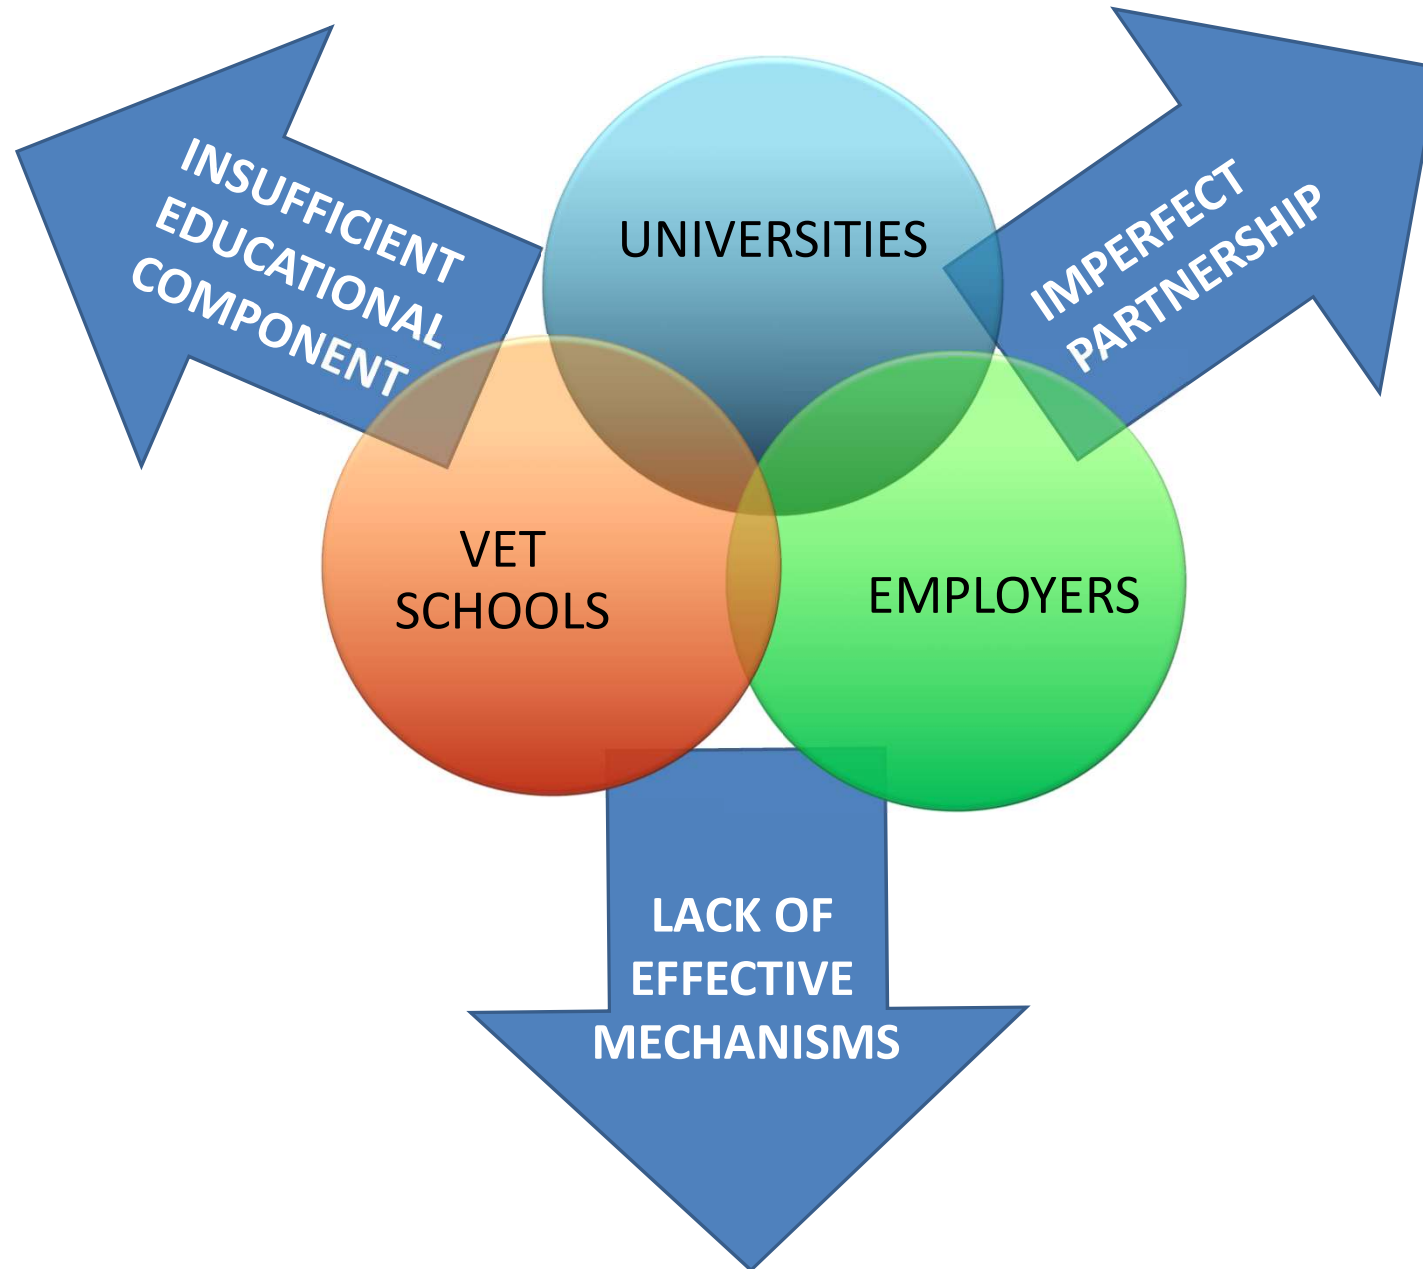 INSUFFICIENT
EDUCATIONAL
COMPONENT
UNIVERSITIES
IMPERFECT
PARTNERSHIP
VET
SCHOOLS
EMPLOYERS
LACK OF
EFFECTIVE
MECHANISMS